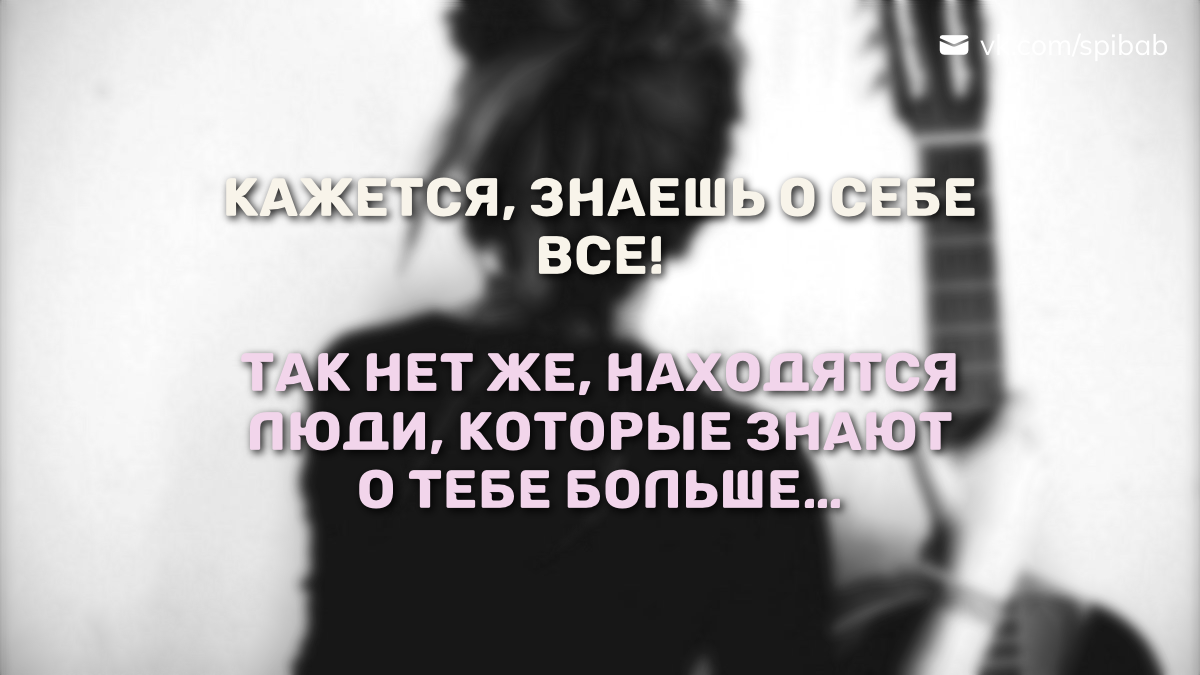 vk.com/spibab
КАЖЕТСЯ, ЗНАЕШЬ О СЕБЕ
ВСЕ!
ТАК НЕТ ЖЕ, НАХОДЯТСЯ
ЛЮДИ, КОТОРЫЕ ЗНАЮТ
О ТЕБЕ БОЛЬШЕ...